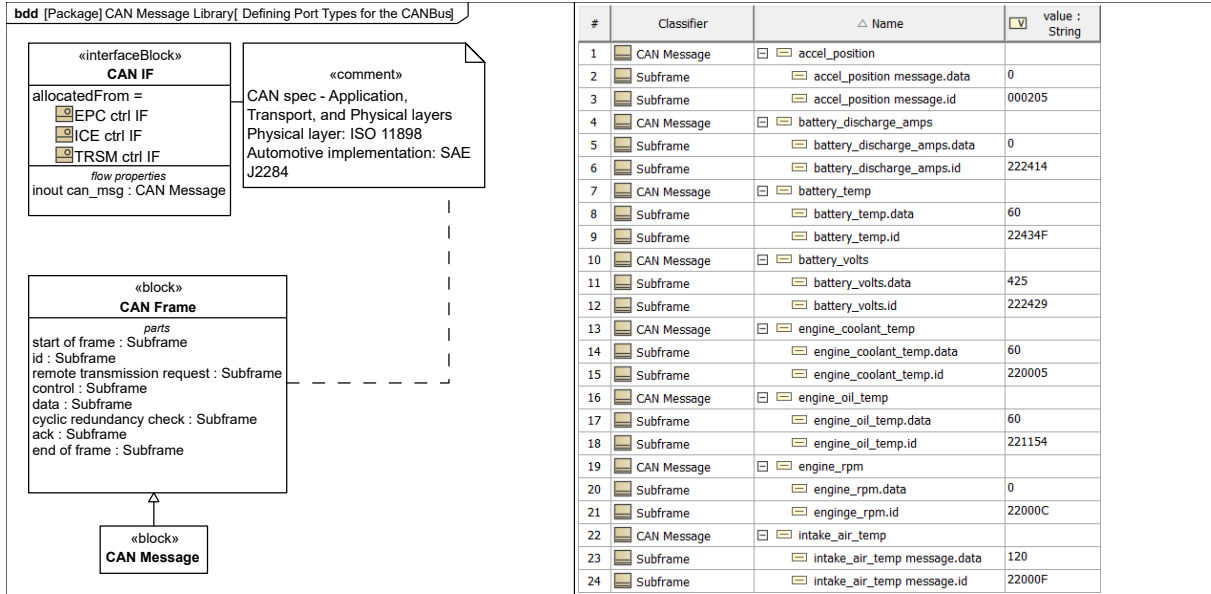 bdd [Package] CAN Message Library[ Defining Port Types for the CANBus]
«interfaceBlock»
CAN IF
allocatedFrom =
EPC ctrl IF
ICE ctrl IF
TRSM ctrl IF
flow properties
inout can_msg : CAN Message
«comment»
CAN spec - Application,
Transport, and Physical layers
Physical layer: ISO 11898
Automotive implementation: SAE
J2284
«block»
CAN Frame
parts
start of frame : Subframe
id : Subframe
remote transmission request : Subframe
control : Subframe
data : Subframe
cyclic redundancy check : Subframe
ack : Subframe
end of frame : Subframe
«block»
CAN Message
# Classifier Name V value : String
1 CAN Message accel_position
2 Subframe accel_position message.data 0
3 Subframe accel_position message.id 000205
4 CAN Message battery_discharge_amps
5 Subframe battery_discharge_amps.data 0
6 Subframe battery_discharge_amps.id 222414
7 CAN Message battery_temp
8 Subframe battery_temp.data 60
9 Subframe battery_temp.id 22434F
10 CAN Message battery_volts
11 Subframe battery_volts.data 425
12 Subframe battery_volts.id 222429
13 CAN Message engine_coolant_temp
14 Subframe engine_coolant_temp.data 60
15 Subframe engine_coolant_temp.id 220005
16 CAN Message engine_oil_temp
17 Subframe engine_oil_temp.data 60
18 Subframe engine_oil_temp.id 221154
19 CAN Message engine_rpm
20 Subframe engine_rpm.data 0
21 Subframe enginge_rpm.id 22000C
22 CAN Message intake_air_temp
23 Subframe intake_air_temp message.data 120
24 Subframe intake_air_temp message.id 22000F